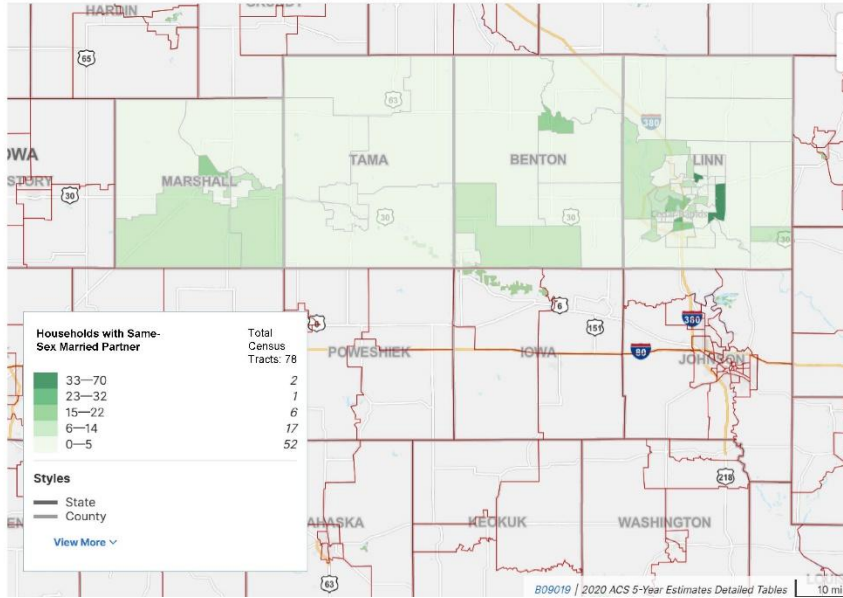 HARDIN
65
63
380
IOWA
STORY
30
MARSHALL
TAMA
BENTON
LINN
30
30
30
6
151
380
POWESHIEK
IOWA
80
JOHNSON
Households with Same-
Sex Married Partner
Total
Census
Tracts: 78
33—70 2
23—32 1
15—22 6
6—14 17
0—5 52
Styles
State
County
View More
218
AHASKA
KEOKUK
WASHINGTON
63
B09019 | 2020 ACS 5-Year Estimates Detailed Tables
10 mi